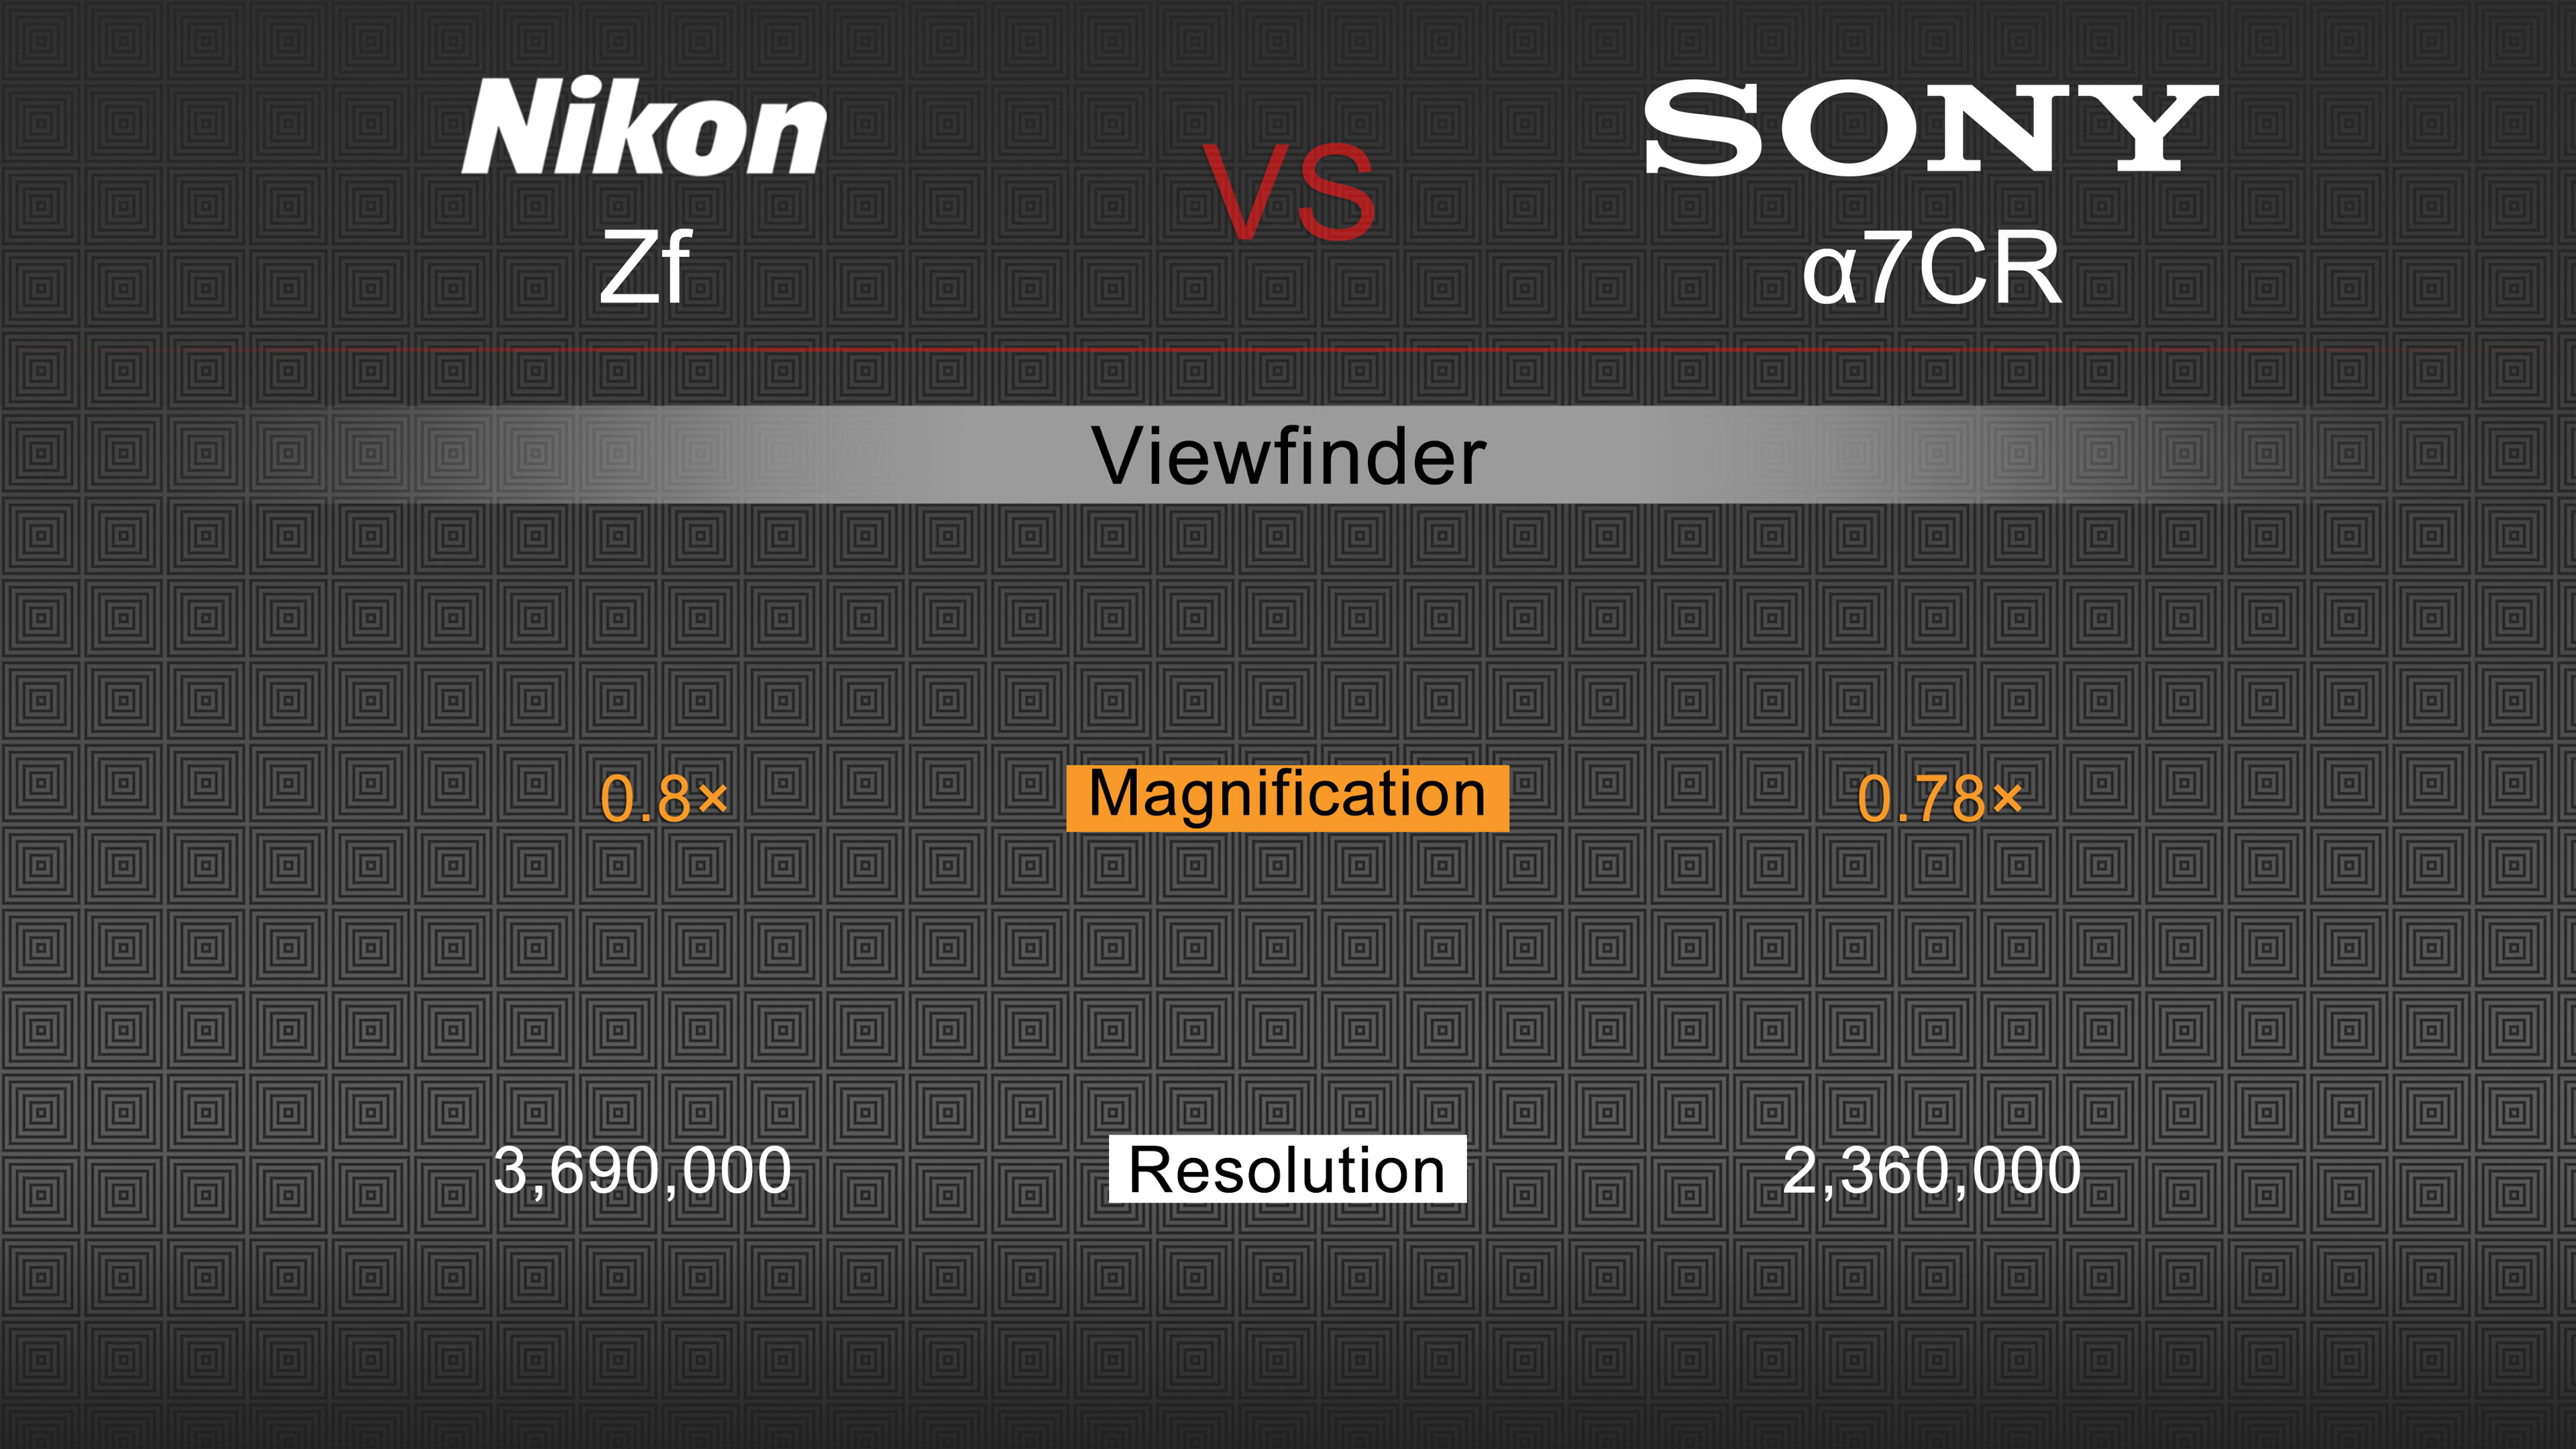 Nikon VS SONY
Zf α7CR
Viewfinder
0.8× Magnification 0.78×
3,690,000 Resolution 2,360,000